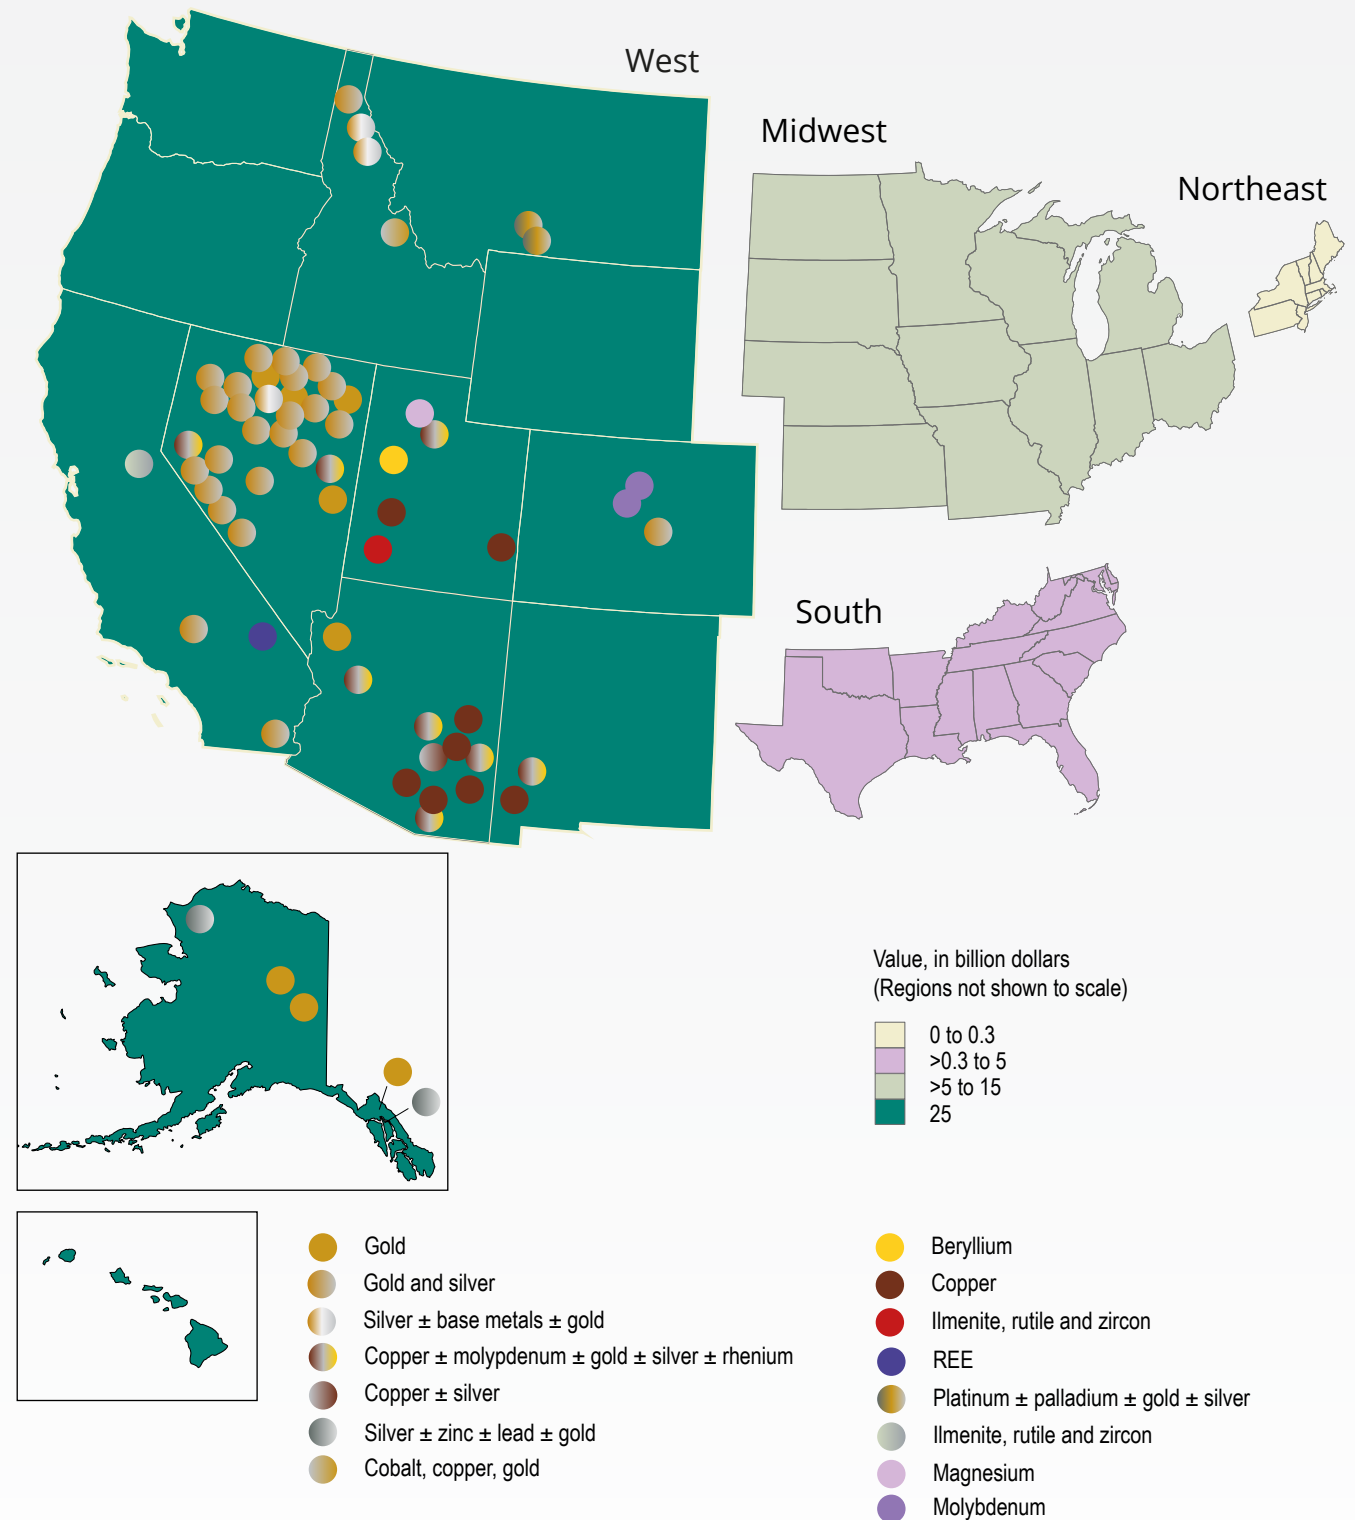 West
Midwest
Northeast
South
Value, in billion dollars
(Regions not shown to scale)
0 to 0.3
>0.3 to 5
>5 to 15
25
Gold
Gold and silver
Silver ± base metals ± gold
Copper ± molypdenum ± gold ± silver ± rhenium
Copper ± silver
Silver ± zinc ± lead ± gold
Cobalt, copper, gold
Beryllium
Copper
Ilmenite, rutile and zircon
REE
Platinum ± palladium ± gold ± silver
Ilmenite, rutile and zircon
Magnesium
Molybdenum